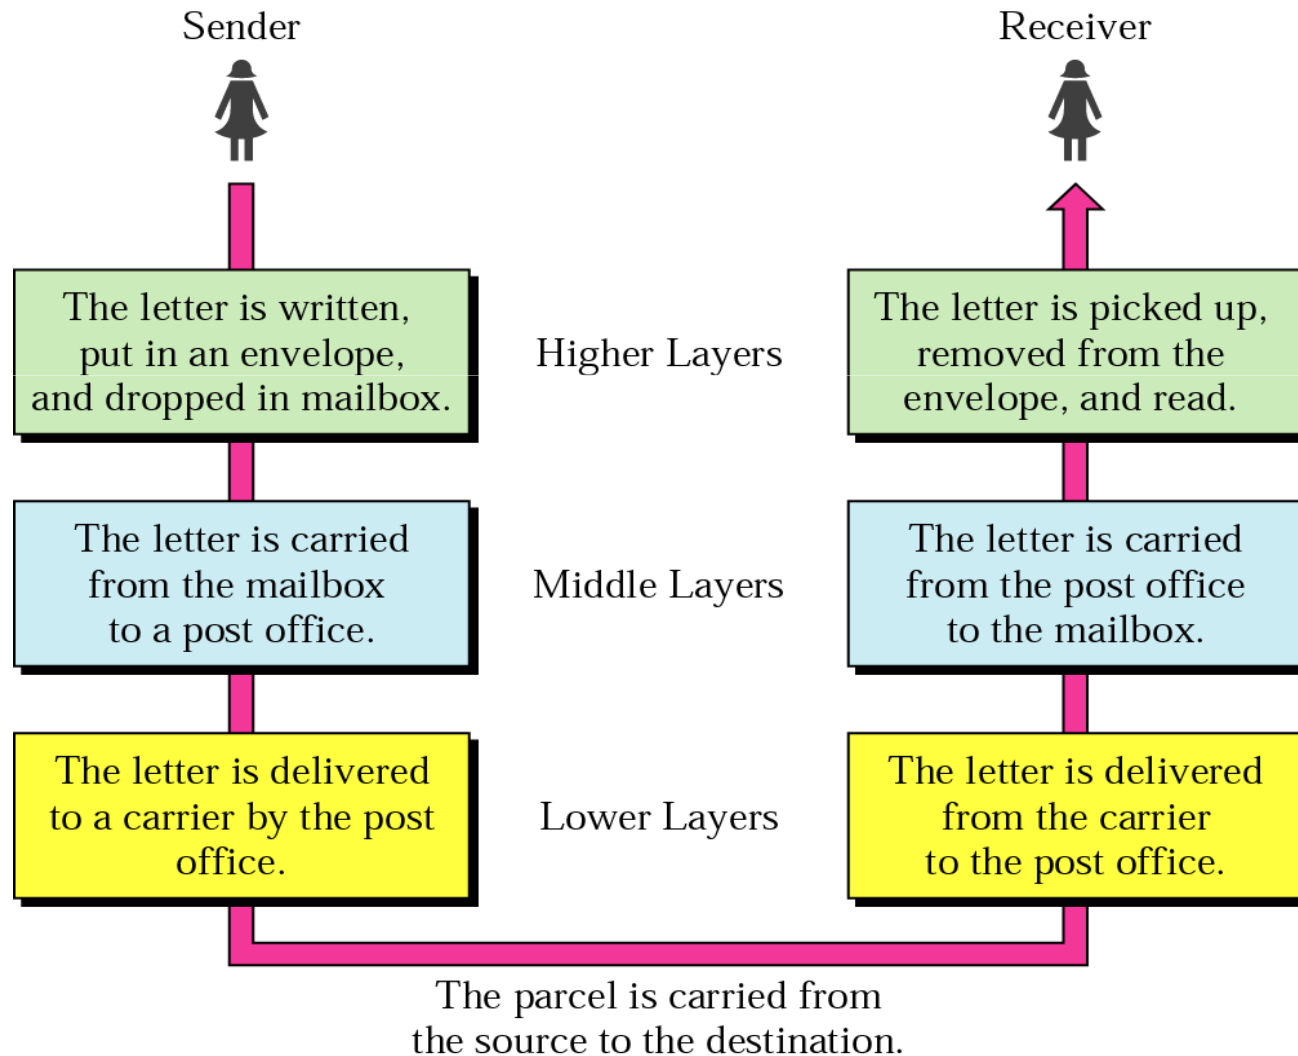 Sender
Receiver
The letter is written,
put in an envelope,
and dropped in mailbox.
Higher Layers
The letter is picked up,
removed from the
envelope, and read.
The letter is carried
from the mailbox
to a post office.
Middle Layers
The letter is carried
from the post office
to the mailbox.
The letter is delivered
to a carrier by the post
office.
Lower Layers
The letter is delivered
from the carrier
to the post office.
The parcel is carried from
the source to the destination.